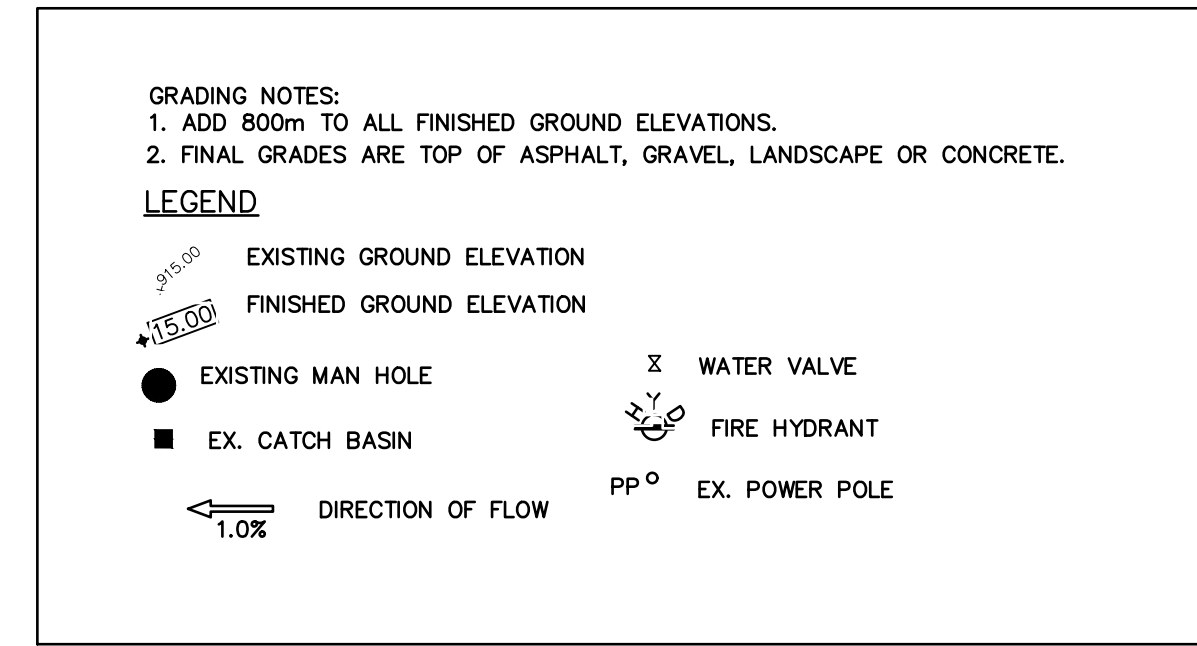 GRADING NOTES:
1. ADD 800m TO ALL FINISHED GROUND ELEVATIONS.
2. FINAL GRADES ARE TOP OF ASPHALT, GRAVEL, LANDSCAPE OR CONCRETE.
LEGEND
915.00 EXISTING GROUND ELEVATION
15.00 FINISHED GROUND ELEVATION
EXISTING MAN HOLE
EX. CATCH BASIN
1.0% DIRECTION OF FLOW
WATER VALVE
HYD FIRE HYDRANT
PP EX. POWER POLE